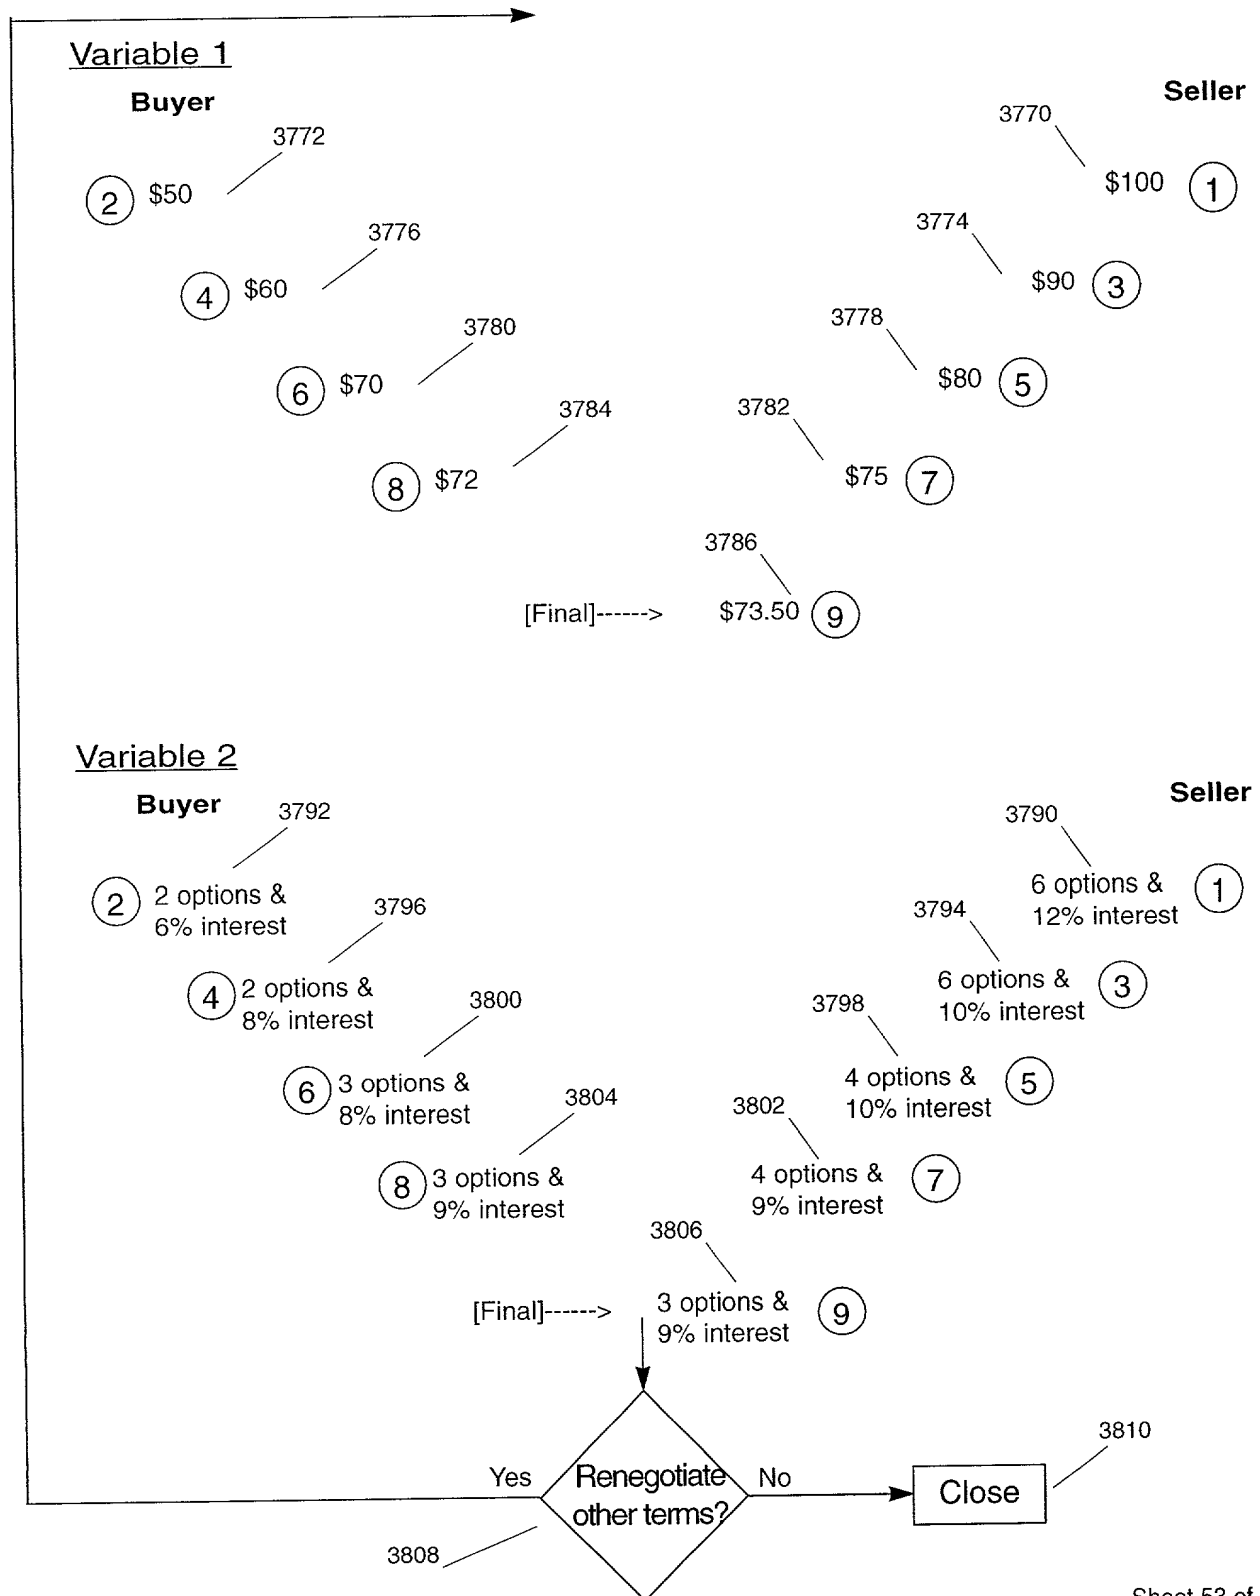 Variable 1
Buyer
Seller
3770
3772
$100 1
2 $50
3774
3776
$90 3
4 $60
3778
3780
$80 5
6 $70
3784
3782
$75 7
8 $72
3786
[Final]------> $73.50 9
Variable 2
Buyer
Seller
3792
3790
2
2 options &
6% interest
6 options &
12% interest
1
3796
3794
4
2 options &
8% interest
6 options &
10% interest
3
3800
3798
6
3 options &
8% interest
4 options &
10% interest
5
3804
3802
8
3 options &
9% interest
4 options &
9% interest
7
3806
[Final]------>
3 options &
9% interest
9
3810
Yes
Renegotiate
other terms?
No
Close
3808